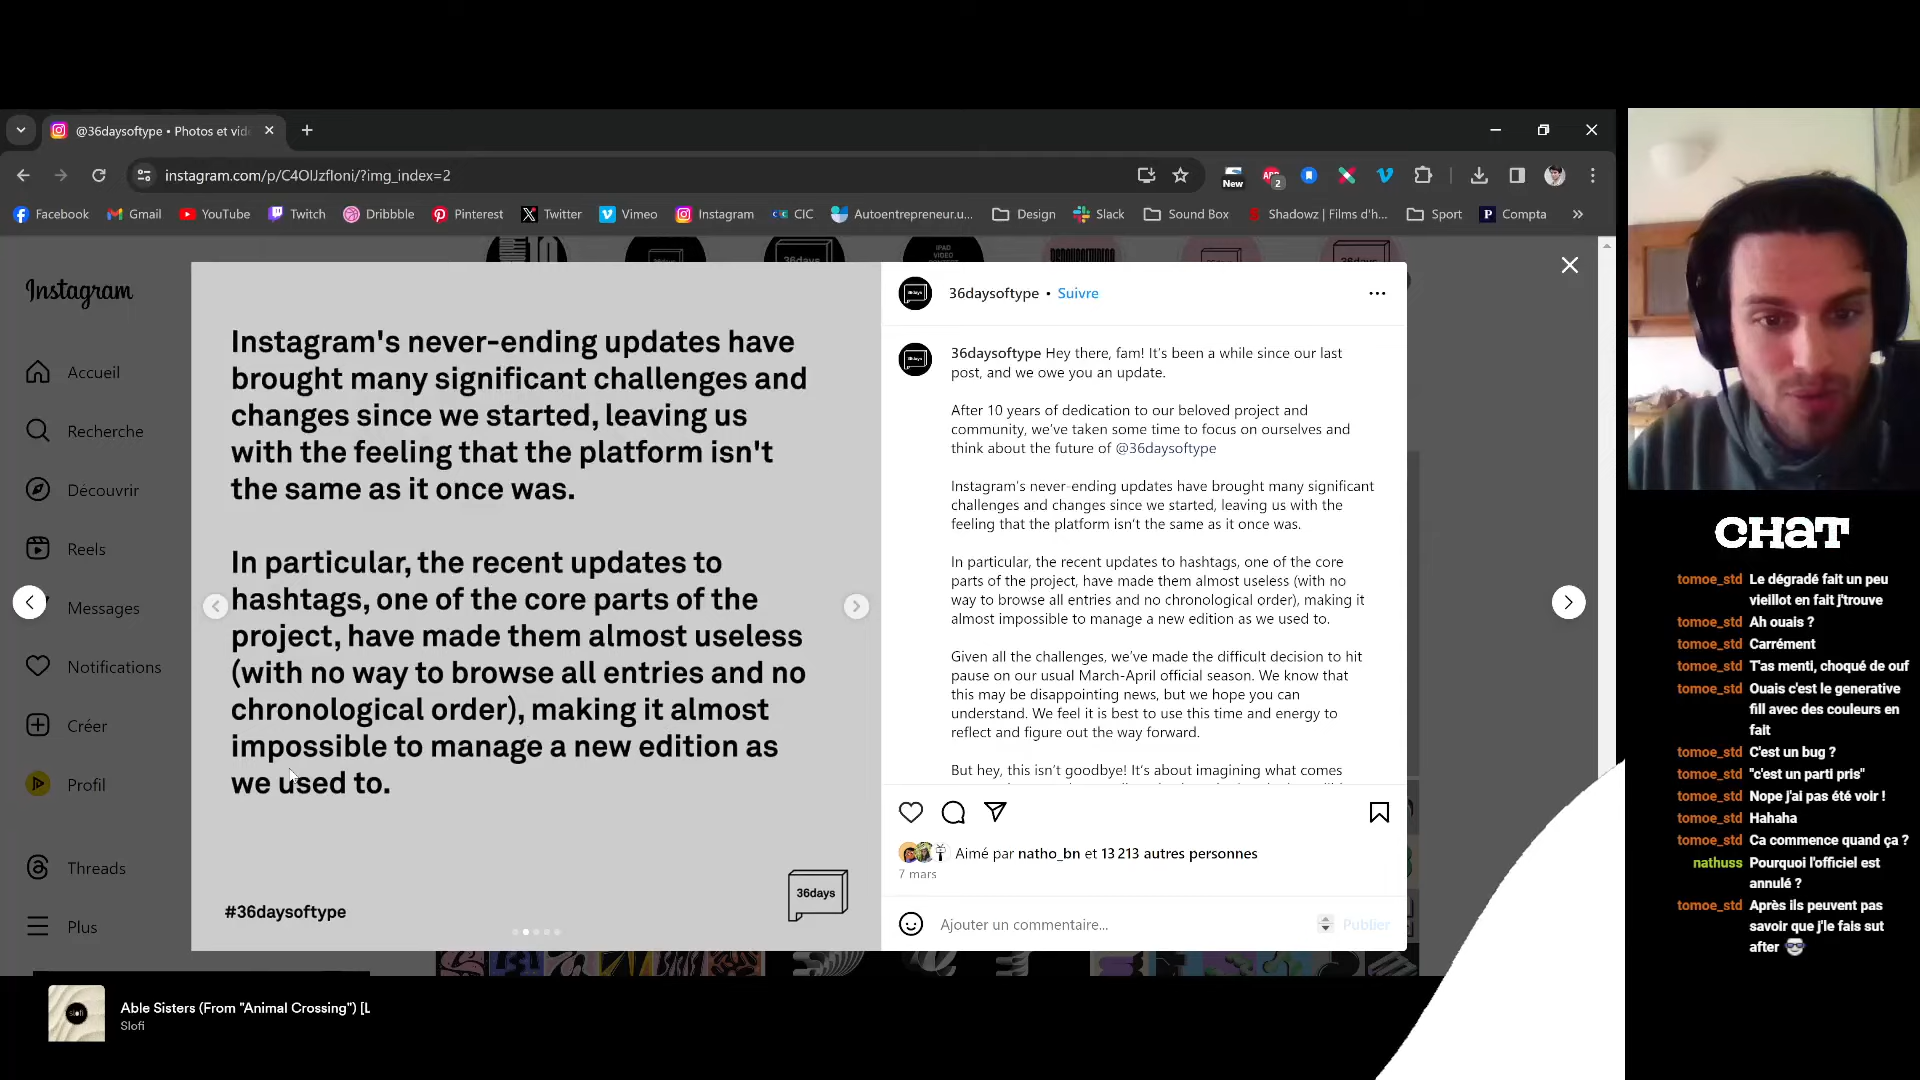 @36daysoftype • Photos et vid
instagram.com/p/C4OIJzfIoni/?img_index=2
New
2
Facebook
Gmail
YouTube
Twitch
Dribbble
Pinterest
Twitter
Vimeo
Instagram
CIC
Autoentrepreneur.u...
Design
Slack
Sound Box
Shadowz | Films d'h...
Sport
Compta
»
Instagram
Accueil
Recherche
Découvrir
Reels
Messages
Notifications
Créer
Profil
Threads
Plus
Instagram's never-ending updates have
brought many significant challenges and
changes since we started, leaving us
with the feeling that the platform isn't
the same as it once was.
In particular, the recent updates to
hashtags, one of the core parts of the
project, have made them almost useless
(with no way to browse all entries and no
chronological order), making it almost
impossible to manage a new edition as
we used to.
#36daysoftype
36days
36daysoftype • Suivre
36daysoftype Hey there, fam! It's been a while since our last
post, and we owe you an update.
After 10 years of dedication to our beloved project and
community, we've taken some time to focus on ourselves and
think about the future of @36daysoftype
Instagram's never-ending updates have brought many significant
challenges and changes since we started, leaving us with the
feeling that the platform isn't the same as it once was.
In particular, the recent updates to hashtags, one of the core
parts of the project, have made them almost useless (with no
way to browse all entries and no chronological order), making it
almost impossible to manage a new edition as we used to.
Given all the challenges, we've made the difficult decision to hit
pause on our usual March-April official season. We know that
this may be disappointing news, but we hope you can
understand. We feel it is best to use this time and energy to
reflect and figure out the way forward.
But hey, this isn't goodbye! It's about imagining what comes
Aimé par natho_bn et 13 213 autres personnes
7 mars
Ajouter un commentaire...
Publier
CHAT
tomoe_std Le dégradé fait un peu
vieillot en fait j'trouve
tomoe_std Ah ouais ?
tomoe_std Carrément
tomoe_std T'as menti, choqué de ouf
tomoe_std Ouais c'est le generative
fill avec des couleurs en
fait
tomoe_std C'est un bug ?
tomoe_std "c'est un parti pris"
tomoe_std Nope j'ai pas été voir !
tomoe_std Hahaha
tomoe_std Ca commence quand ça ?
nathuss Pourquoi l'officiel est
annulé ?
tomoe_std Après ils peuvent pas
savoir que j'le fais sut
after
slofi
Able Sisters (From "Animal Crossing") [L
Slofi